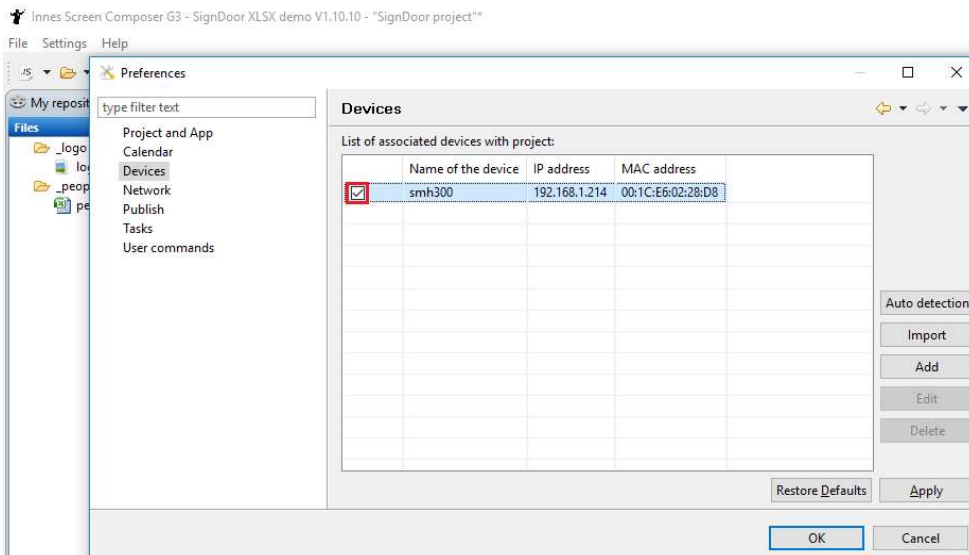 Innes Screen Composer G3 - SignDoor XLSX demo V1.10.10 - "SignDoor project"*
File Settings Help
JS
Preferences
My reposit
type filter text
Devices
Files
_logo
lo
_peop
pe
Project and App
Calendar
Devices
Network
Publish
Tasks
User commands
List of associated devices with project:
Name of the device IP address MAC address
smh300 192.168.1.214 00:1C:E6:02:28:D8
Auto detection
Import
Add
Edit
Delete
Restore Defaults Apply
OK Cancel